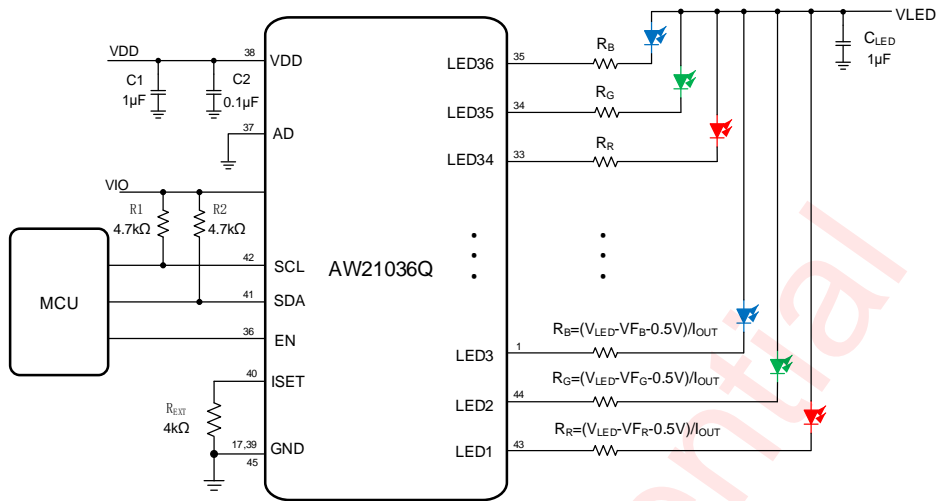 VLED
CLED
1µF
VDD
C1
1µF
C2
0.1µF
38
VDD
37
AD
VIO
R1
4.7kΩ
R2
4.7kΩ
MCU
42
SCL
41
SDA
36
EN
40
ISET
REXT
4kΩ
17,39
45
GND
AW21036Q
LED36
35
RB
LED35
34
RG
LED34
33
RR
LED3
1
RB=(VLED-VFB-0.5V)/IOUT
LED2
44
RG=(VLED-VFG-0.5V)/IOUT
LED1
43
RR=(VLED-VFR-0.5V)/IOUT
ential